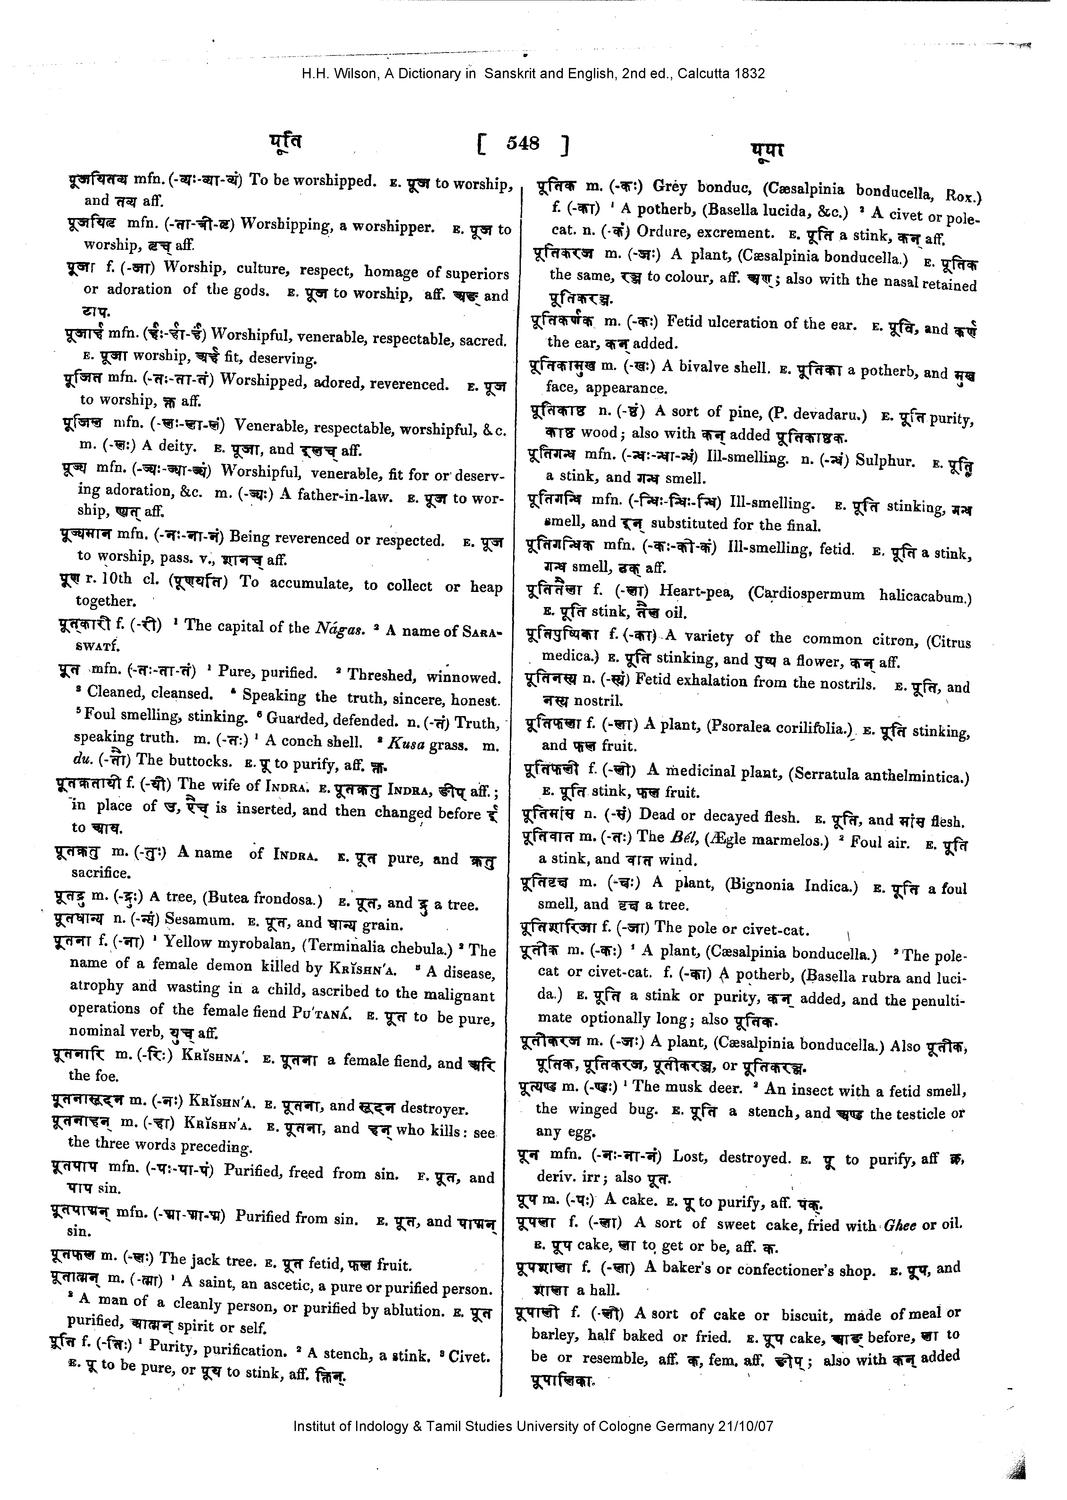 H.H. Wilson, A Dictionary in Sanskrit and English, 2nd ed., Calcutta 1832
पूति [ 548 ] पूपा
पूजयितव्य mfn. (-व्यः-व्या-व्यं) To be worshipped. E. पूज to worship,
and तव्य aff.
पूजयितृ mfn. (-ता-त्री-तृ) Worshipping, a worshipper. E. पूज to
worship, तृच् aff.
पूजा f. (-जा) Worship, culture, respect, homage of superiors
or adoration of the gods. E. पूज to worship, aff. अङ् and
टाप्.
पूजार्ह mfn. (र्हः-र्हा-र्हं) Worshipful, venerable, respectable, sacred.
E. पूजा worship, अर्ह fit, deserving.
पूजित mfn. (-तः-ता-तं) Worshipped, adored, reverenced. E. पूज
to worship, क्त aff.
पूजिल mfn. (-लः-ला-लं) Venerable, respectable, worshipful, &c.
m. (-लः) A deity. E. पूजा, and इलच् aff.
पूज्य mfn. (-ज्यः-ज्या-ज्यं) Worshipful, venerable, fit for or deserv-
ing adoration, &c. m. (-ज्यः) A father-in-law. E. पूज to wor-
ship, ण्यत् aff.
पूज्यमान mfn. (-नः-ना-नं) Being reverenced or respected. E. पूज
to worship, pass. v., शानच् aff.
पूण r. 10th cl. (पूणयति) To accumulate, to collect or heap
together.
पूत्कारी f. (-री) ¹ The capital of the Nágas. ² A name of SARA-
SWATÍ.
पूत mfn. (-तः-ता-तं) ¹ Pure, purified. ² Threshed, winnowed.
³ Cleaned, cleansed. ⁴ Speaking the truth, sincere, honest.
⁵ Foul smelling, stinking. ⁶ Guarded, defended. n. (-तं) Truth,
speaking truth. m. (-तः) ¹ A conch shell. ² Kusa grass. m.
du. (-तौ) The buttocks. E. पू to purify, aff. क्त.
पूतक्रतायी f. (-यी) The wife of INDRA. E. पूतक्रतु INDRA, ङीप् aff.;
in place of उ, ऐच् is inserted, and then changed before ई
to आय.
पूतक्रतु m. (-तुः) A name of INDRA. E. पूत pure, and क्रतु
sacrifice.
पूतद्रु m. (-द्रुः) A tree, (Butea frondosa.) E. पूत, and द्रु a tree.
पूतधान्य n. (-न्यं) Sesamum. E. पूत, and धान्य grain.
पूतना f. (-ना) ¹ Yellow myrobalan, (Terminalia chebula.) ² The
name of a female demon killed by KRĬSHN'A. ³ A disease,
atrophy and wasting in a child, ascribed to the malignant
operations of the female fiend PU'TANÁ. E. पूत to be pure,
nominal verb, युच् aff.
पूतनारि m. (-रिः) KRĬSHNA'. E. पूतना a female fiend, and अरि
the foe.
पूतनासूदन m. (-नः) KRĬSHN'A. E. पूतना, and सूदन destroyer.
पूतनाहन् m. (-हा) KRĬSHN'A. E. पूतना, and हन् who kills: see
the three words preceding.
पूतपाप mfn. (-पः-पा-पं) Purified, freed from sin. E. पूत, and
पाप sin.
पूतपाप्मन् mfn. (-प्मा-प्मा-प्म) Purified from sin. E. पूत, and पाप्मन्
sin.
पूतफल m. (-लः) The jack tree. E. पूत fetid, फल fruit.
पूतात्मन् m. (-त्मा) ¹ A saint, an ascetic, a pure or purified person.
² A man of a cleanly person, or purified by ablution. E. पूत
purified, आत्मन् spirit or self.
पूति f. (-तिः) ¹ Purity, purification. ² A stench, a stink. ³ Civet.
E. पू to be pure, or पूय to stink, aff. क्तिन्.
पूतिक m. (-कः) Grey bonduc, (Cæsalpinia bonducella, Rox.)
f. (-का) ¹ A potherb, (Basella lucida, &c.) ² A civet or pole-
cat. n. (-कं) Ordure, excrement. E. पूति a stink, कन् aff.
पूतिकरज m. (-जः) A plant, (Cæsalpinia bonducella.) E. पूतिक
the same, रञ्ज to colour, aff. अण्; also with the nasal retained
पूतिकरञ्ज.
पूतिकर्णक m. (-कः) Fetid ulceration of the ear. E. पूति, and कर्ण
the ear, कन् added.
पूतिकामुख m. (-खः) A bivalve shell. E. पूतिका a potherb, and मुख
face, appearance.
पूतिकाष्ठ n. (-ष्ठं) A sort of pine, (P. devadaru.) E. पूति purity,
काष्ठ wood; also with कन् added पूतिकाष्ठक.
पूतिगन्ध mfn. (-न्धः-न्धा-न्धं) Ill-smelling. n. (-न्धं) Sulphur. E. पूति
a stink, and गन्ध smell.
पूतिगन्धि mfn. (-न्धिः-न्धिः-न्धि) Ill-smelling. E. पूति stinking, गन्ध
smell, and इन् substituted for the final.
पूतिगन्धिक mfn. (-कः-की-कं) Ill-smelling, fetid. E. पूति a stink,
गन्ध smell, ठक् aff.
पूतितैला f. (-ला) Heart-pea, (Cardiospermum halicacabum.)
E. पूति stink, तैल oil.
पूतिपुष्पिका f. (-का) A variety of the common citron, (Citrus
medica.) E. पूति stinking, and पुष्प a flower, कन् aff.
पूतिनस्य n. (-स्यं) Fetid exhalation from the nostrils. E. पूति, and
नस्य nostril.
पूतिफला f. (-ला) A plant, (Psoralea corilifolia.) E. पूति stinking,
and फल fruit.
पूतिफली f. (-ली) A medicinal plant, (Serratula anthelmintica.)
E. पूति stink, फल fruit.
पूतिमांस n. (-सं) Dead or decayed flesh. E. पूति, and मांस flesh.
पूतिवात m. (-तः) The Bél, (Ægle marmelos.) ² Foul air. E. पूति
a stink, and वात wind.
पूतिवृक्ष m. (-क्षः) A plant, (Bignonia Indica.) E. पूति a foul
smell, and वृक्ष a tree.
पूतिशारिजा f. (-जा) The pole or civet-cat.
पूतीक m. (-कः) ¹ A plant, (Cæsalpinia bonducella.) ² The pole-
cat or civet-cat. f. (-का) A potherb, (Basella rubra and luci-
da.) E. पूति a stink or purity, कन् added, and the penulti-
mate optionally long; also पूतिक.
पूतीकरज m. (-जः) A plant, (Cæsalpinia bonducella.) Also पूतीक,
पूतिक, पूतिकरज, पूतीकरञ्ज, or पूतिकरञ्ज.
पूत्यण्ड m. (-ण्डः) ¹ The musk deer. ² An insect with a fetid smell,
the winged bug. E. पूति a stench, and अण्ड the testicle or
any egg.
पून mfn. (-नः-ना-नं) Lost, destroyed. E. पू to purify, aff क्त,
deriv. irr; also पूत.
पूप m. (-पः) A cake. E. पू to purify, aff. पक्.
पूपला f. (-ला) A sort of sweet cake, fried with Ghee or oil.
E. पूप cake, ला to get or be, aff. क.
पूपशाला f. (-ला) A baker's or confectioner's shop. E. पूप, and
शाला a hall.
पूपाली f. (-ली) A sort of cake or biscuit, made of meal or
barley, half baked or fried. E. पूप cake, आङ् before, ला to
be or resemble, aff. क, fem. aff. ङीप्; also with कन् added
पूपालिका.
Institut of Indology & Tamil Studies University of Cologne Germany 21/10/07